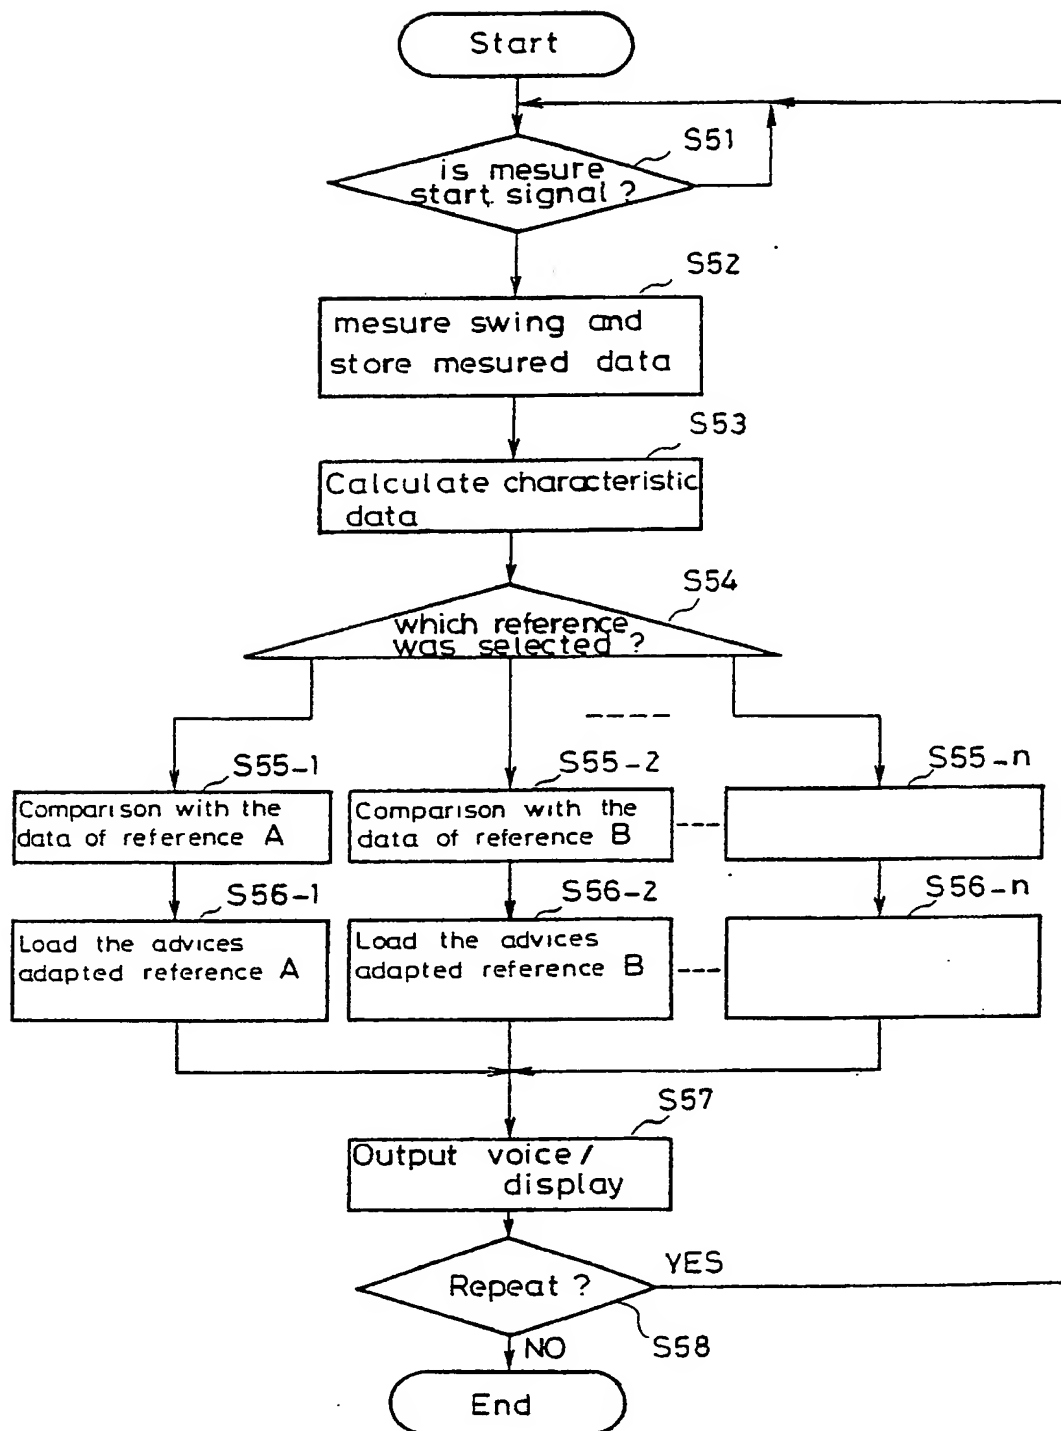 Start
S51
is mesure
start signal ?
S52
mesure swing and
store mesured data
S53
Calculate characteristic
data
S54
which reference
was selected ?
S55-1
S55-2
S55-n
Comparison with the
data of reference A
Comparison with the
data of reference B
S56-1
S56-2
S56-n
Load the advices
adapted reference A
Load the advices
adapted reference B
S57
Output voice /
display
Repeat ?
YES
S58
NO
End